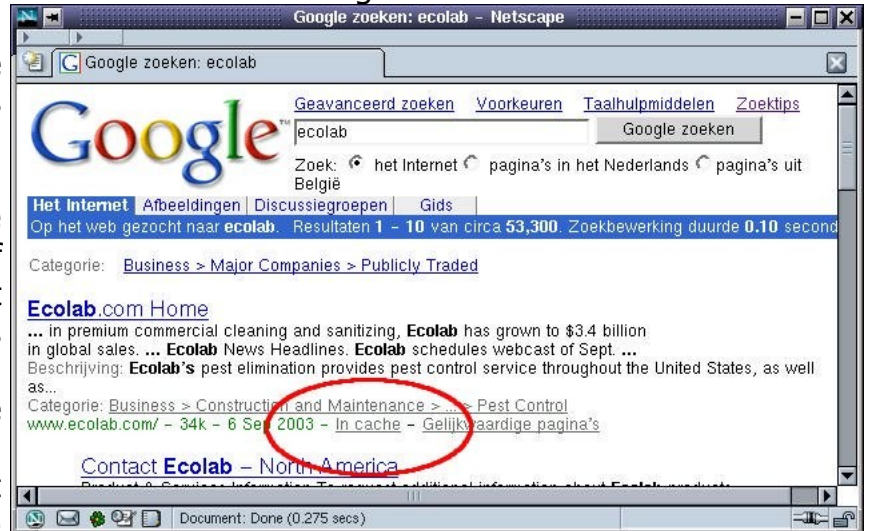 Google zoeken: ecolab - Netscape
Google zoeken: ecolab
Geavanceerd zoeken Voorkeuren Taalhulpmiddelen Zoektips
Google™
ecolab Google zoeken
Zoek: het Internet pagina's in het Nederlands pagina's uit
België
Het Internet Afbeeldingen Discussiegroepen Gids
Op het web gezocht naar ecolab. Resultaten 1 - 10 van circa 53,300. Zoekbewerking duurde 0.10 second
Categorie: Business > Major Companies > Publicly Traded
Ecolab.com Home
... in premium commercial cleaning and sanitizing, Ecolab has grown to $3.4 billion
in global sales. ... Ecolab News Headlines. Ecolab schedules webcast of Sept. ...
Beschrijving: Ecolab's pest elimination provides pest control service throughout the United States, as well
as...
Categorie: Business > Construction and Maintenance > ... > Pest Control
www.ecolab.com/ - 34k - 6 Sep 2003 - In cache - Gelijkwaardige pagina's
Contact Ecolab - North America
Document: Done (0.275 secs)